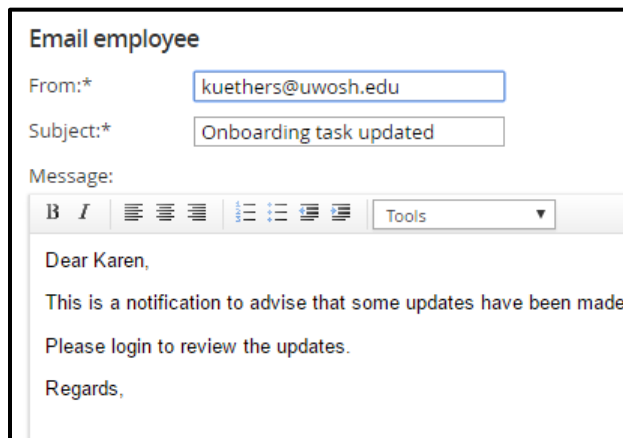 Email employee
From:* kuethers@uwosh.edu
Subject:* Onboarding task updated
Message:
B I Tools
Dear Karen,
This is a notification to advise that some updates have been made
Please login to review the updates.
Regards,